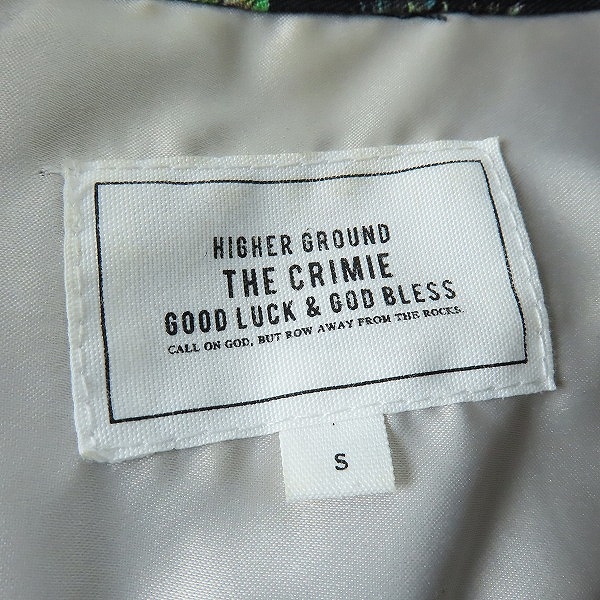 HIGHER GROUND
THE CRIMIE
GOOD LUCK & GOD BLESS
CALL ON GOD, BUT ROW AWAY FROM THE ROCKS.
S